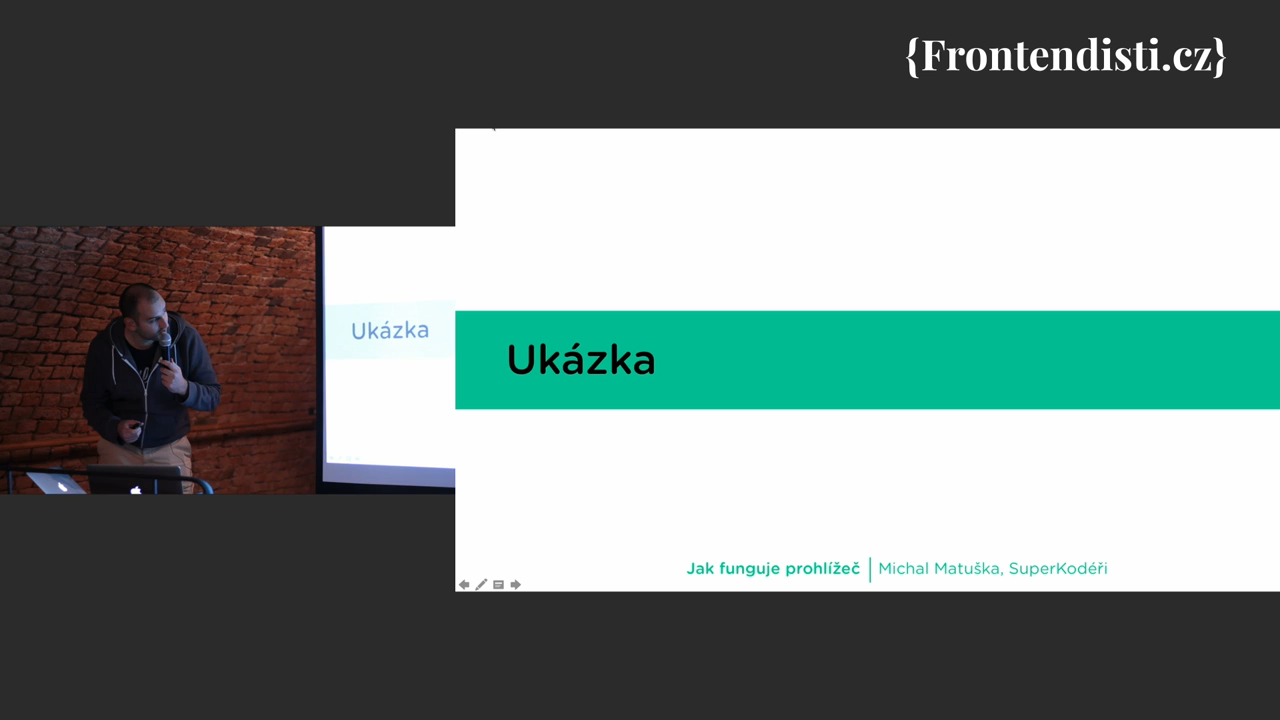 {Frontendisti.cz}
Ukázka
Ukázka
Jak funguje prohlížeč | Michal Matuška, SuperKodéři